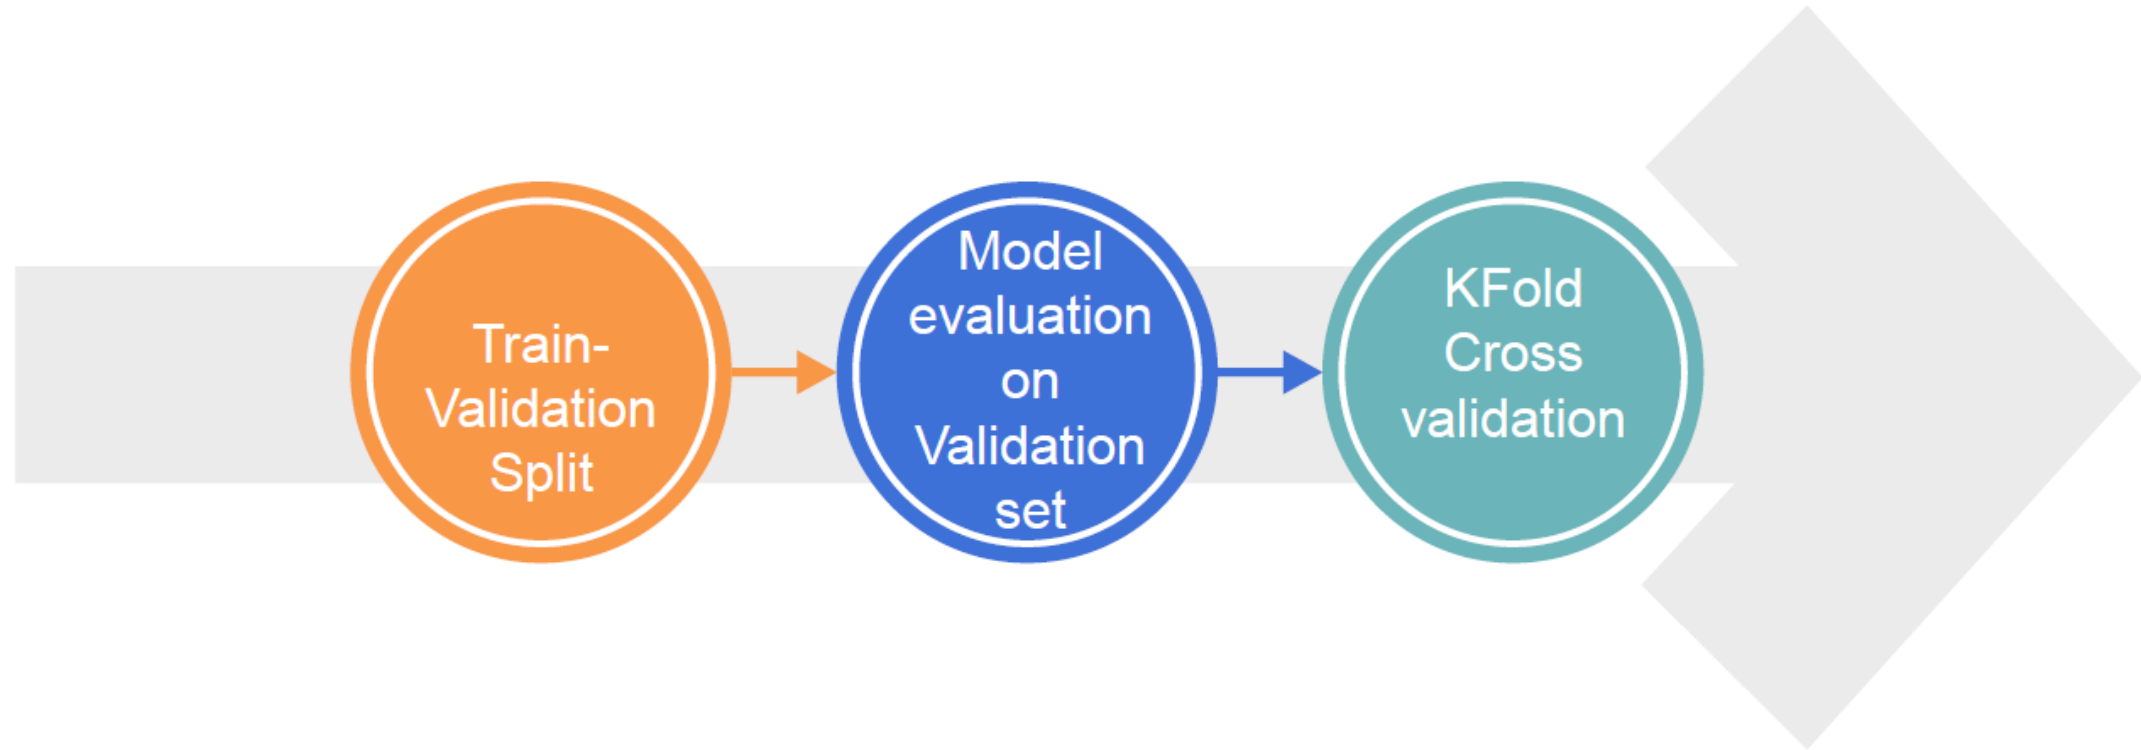 Train-
Validation
Split
Model
evaluation
on
Validation
set
KFold
Cross
validation